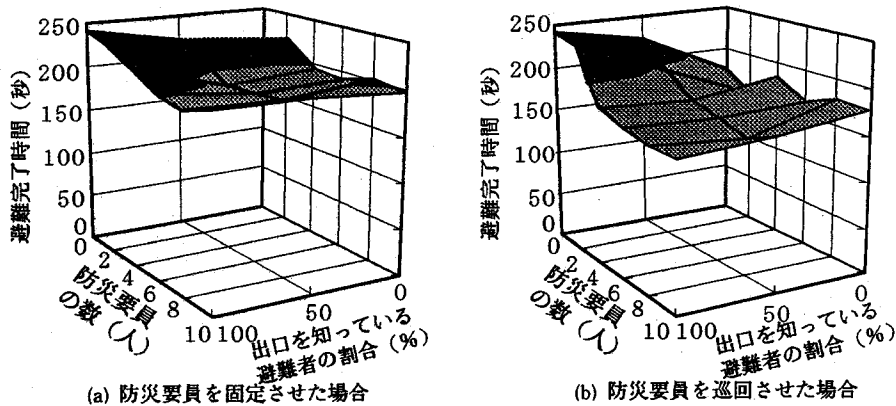 250
200
150
100
50
0
避難完了時間（秒）
0
2
4
6
8
10
防災要員
の数（人）
100
50
0
出口を知っている
避難者の割合（%）
(a) 防災要員を固定させた場合
250
200
150
100
50
0
避難完了時間（秒）
0
2
4
6
8
10
防災要員
の数（人）
100
50
0
出口を知っている
避難者の割合（%）
(b) 防災要員を巡回させた場合